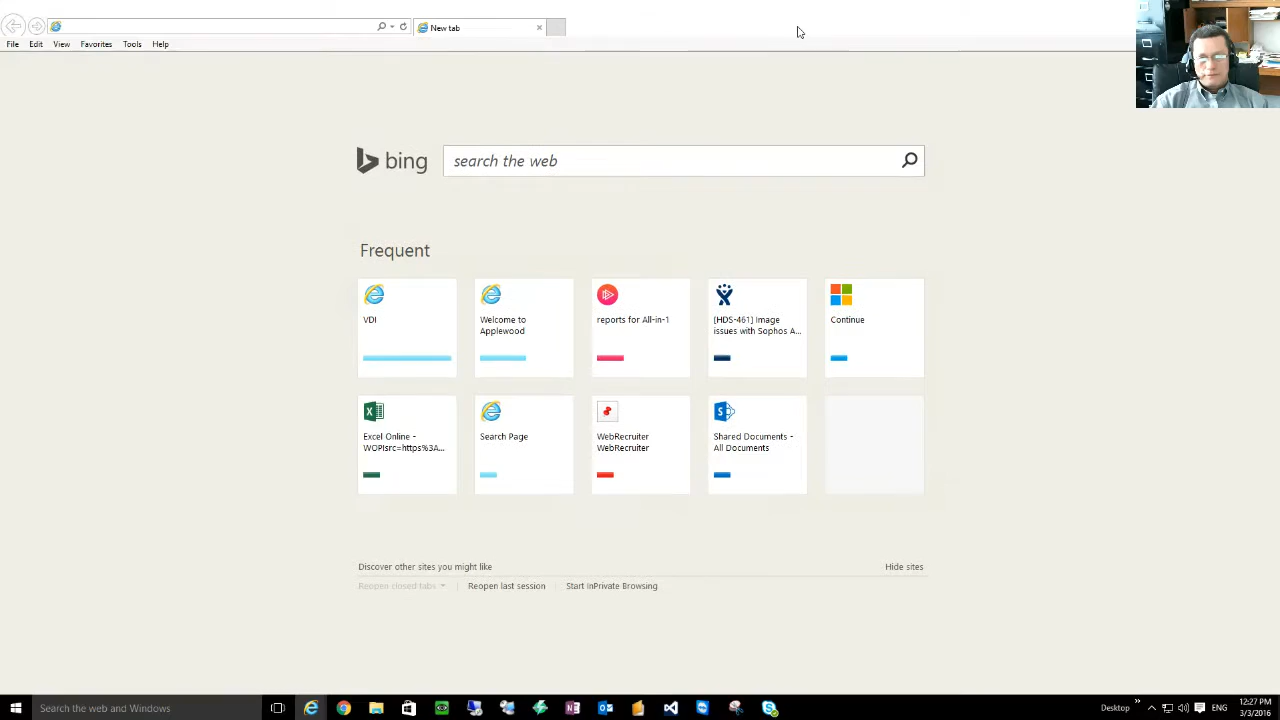 New tab
File Edit View Favorites Tools Help
bing
search the web
Frequent
VDI
Welcome to
Applewood
reports for All-in-1
[HDS-461] Image
issues with Sophos A...
Continue
Excel Online -
WOPIsrc=https%3A...
Search Page
WebRecruiter
WebRecruiter
Shared Documents -
All Documents
Discover other sites you might like
Hide sites
Reopen closed tabs
Reopen last session
Start InPrivate Browsing
Search the web and Windows
Desktop
ENG
12:27 PM
3/3/2016